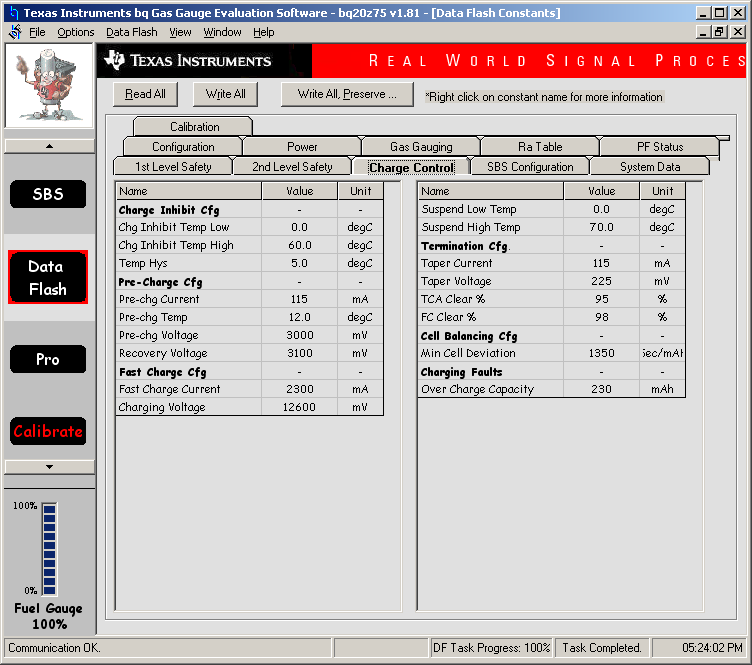 Texas Instruments bq Gas Gauge Evaluation Software - bq20z75 v1.81 - [Data Flash Constants]
File Options Data Flash View Window Help
TEXAS INSTRUMENTS REAL WORLD SIGNAL PROCES
Read All Write All Write All, Preserve ... *Right click on constant name for more information
Calibration
Configuration Power Gas Gauging Ra Table PF Status
1st Level Safety 2nd Level Safety Charge Control SBS Configuration System Data
SBS
Data
Flash
Pro
Calibrate
100%
0%
Fuel Gauge
100%
Name Value Unit
Charge Inhibit Cfg - -
Chg Inhibit Temp Low 0.0 degC
Chg Inhibit Temp High 60.0 degC
Temp Hys 5.0 degC
Pre-Charge Cfg - -
Pre-chg Current 115 mA
Pre-chg Temp 12.0 degC
Pre-chg Voltage 3000 mV
Recovery Voltage 3100 mV
Fast Charge Cfg - -
Fast Charge Current 2300 mA
Charging Voltage 12600 mV
Name Value Unit
Suspend Low Temp 0.0 degC
Suspend High Temp 70.0 degC
Termination Cfg. - -
Taper Current 115 mA
Taper Voltage 225 mV
TCA Clear % 95 %
FC Clear % 98 %
Cell Balancing Cfg - -
Min Cell Deviation 1350 Sec/mAh
Charging Faults - -
Over Charge Capacity 230 mAh
Communication OK. DF Task Progress: 100% Task Completed. 05:24:02 PM